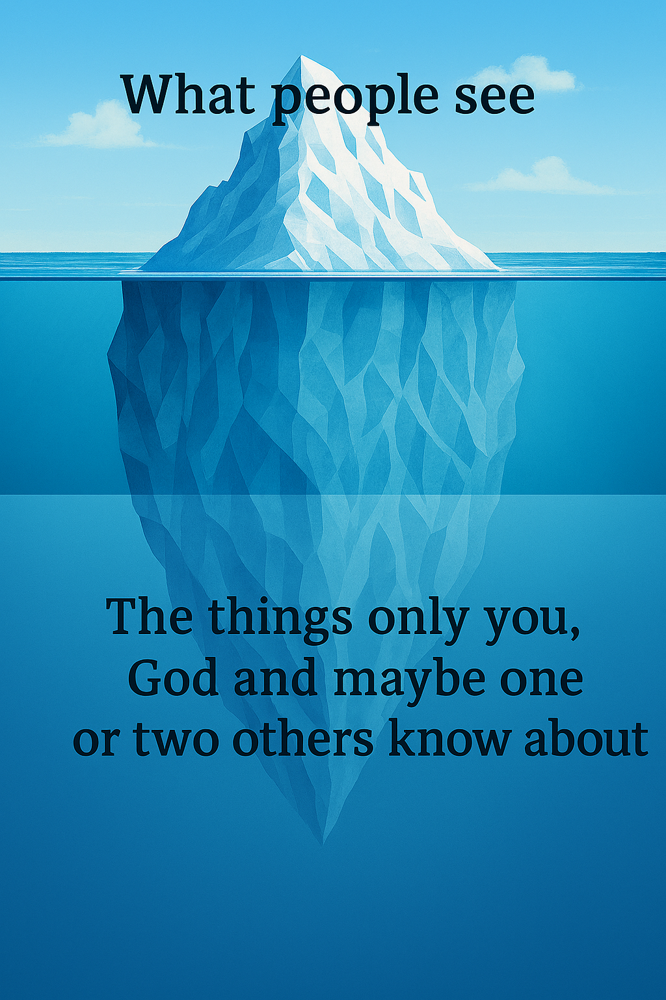 What people see
The things only you,
God and maybe one
or two others know about